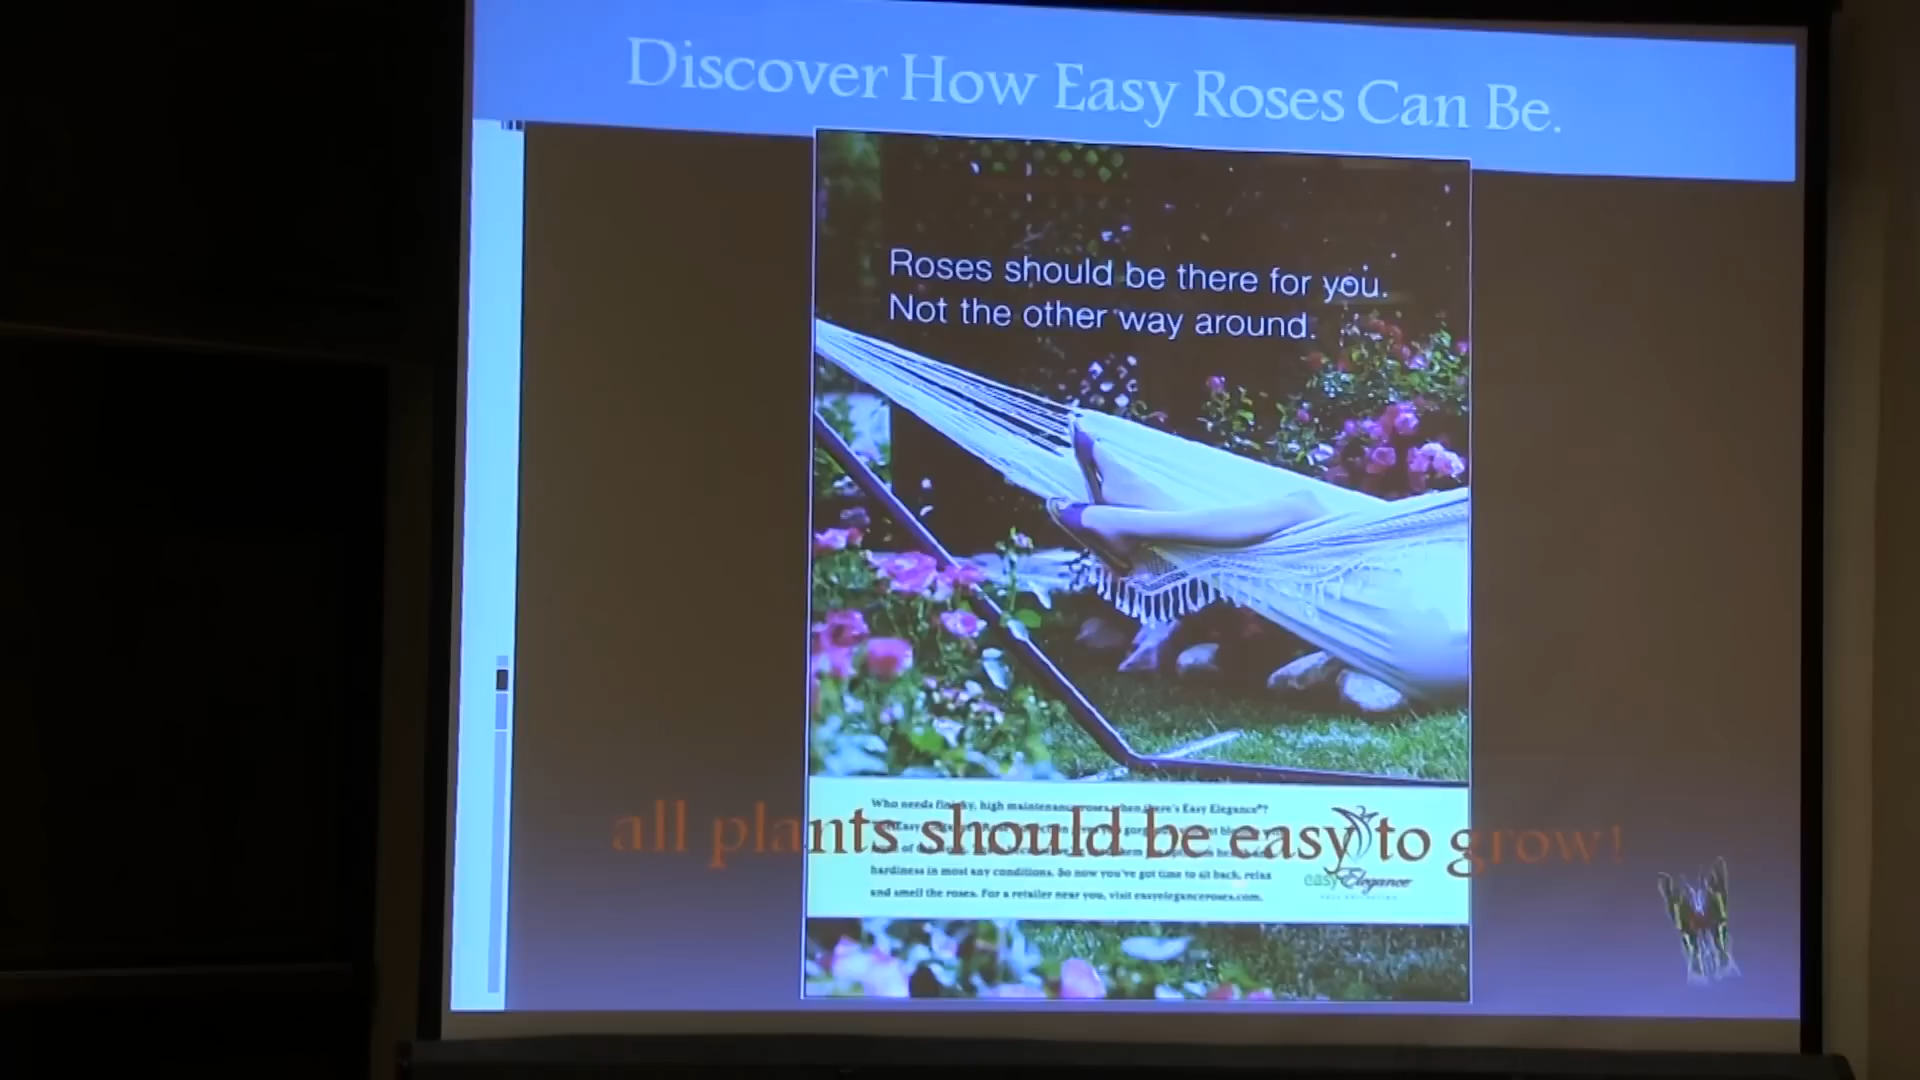 Discover How Easy Roses Can Be.
Roses should be there for you.
Not the other way around.
Who needs finicky, high maintenance roses when there's Easy Elegance®?
all plants should be easy to grow!
hardiness in most any conditions. So now you've got time to sit back, relax
and smell the roses. For a retailer near you, visit easyeleganceroses.com.
easy Elegance